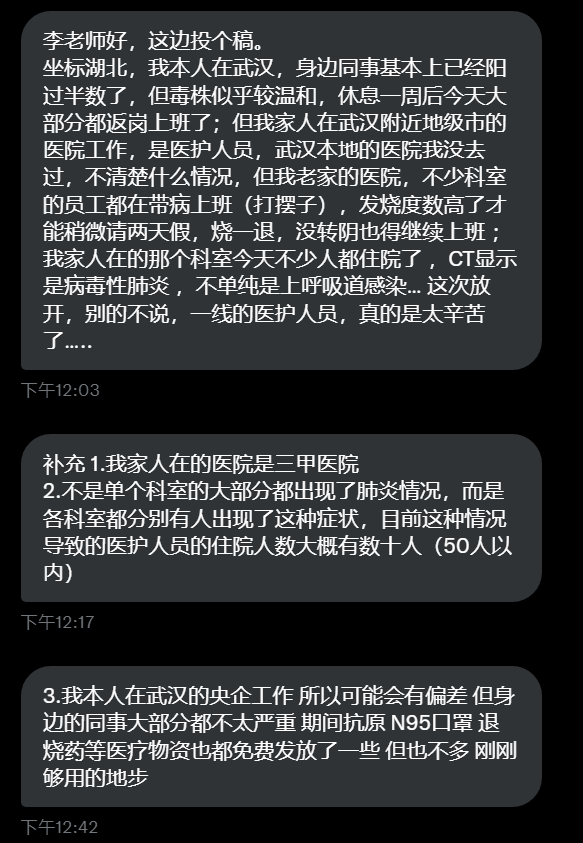 李老师好，这边投个稿。
坐标湖北，我本人在武汉，身边同事基本上已经阳
过半数了，但毒株似乎较温和，休息一周后今天大
部分都返岗上班了；但我家人在武汉附近地级市的
医院工作，是医护人员，武汉本地的医院我没去
过，不清楚什么情况，但我老家的医院，不少科室
的员工都在带病上班（打摆子），发烧度数高了才
能稍微请两天假，烧一退，没转阴也得继续上班；
我家人在的那个科室今天不少人都住院了，CT显示
是病毒性肺炎，不单纯是上呼吸道感染... 这次放
开，别的不说，一线的医护人员，真的是太辛苦
了.....
下午12:03
补充 1.我家人在的医院是三甲医院
2.不是单个科室的大部分都出现了肺炎情况，而是
各科室都分别有人出现了这种症状，目前这种情况
导致的医护人员的住院人数大概有数十人（50人以
内）
下午12:17
3.我本人在武汉的央企工作 所以可能会有偏差 但身
边的同事大部分都不太严重 期间抗原 N95口罩 退
烧药等医疗物资也都免费发放了一些 但也不多 刚刚
够用的地步
下午12:42